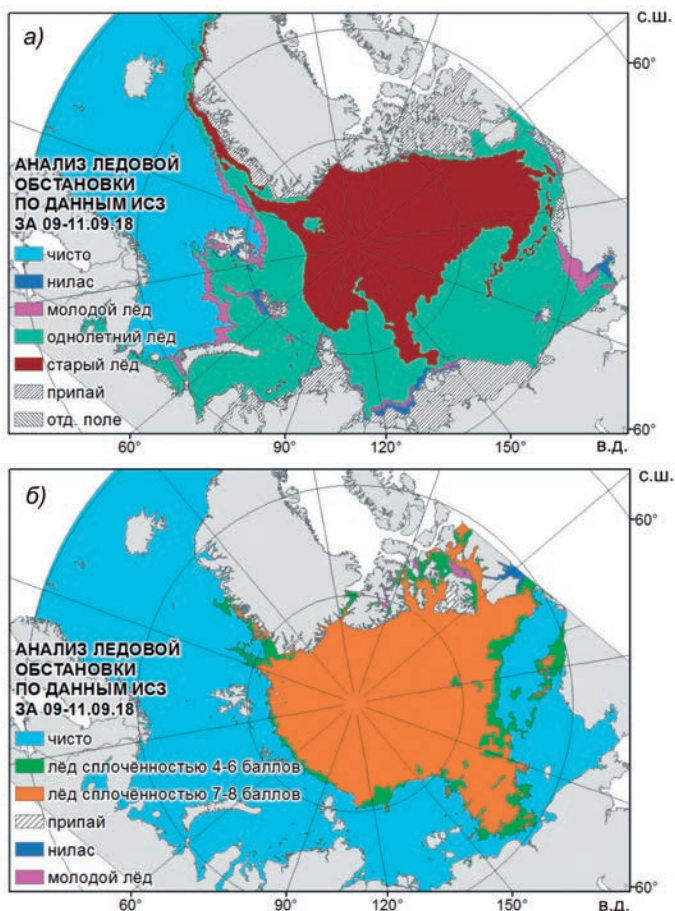 а)
с.ш.
60°
АНАЛИЗ ЛЕДОВОЙ
ОБСТАНОВКИ
ПО ДАННЫМ ИСЗ
ЗА 09-11.09.18
чисто
нилас
молодой лёд
однолетний лёд
старый лёд
припай
отд. поле
60°
60° 90° 120° 150° в.д.
б)
с.ш.
60°
АНАЛИЗ ЛЕДОВОЙ
ОБСТАНОВКИ
ПО ДАННЫМ ИСЗ
ЗА 09-11.09.18
чисто
лёд сплочённостью 4-6 баллов
лёд сплочённостью 7-8 баллов
припай
нилас
молодой лёд
60°
60° 90° 120° 150° в.д.